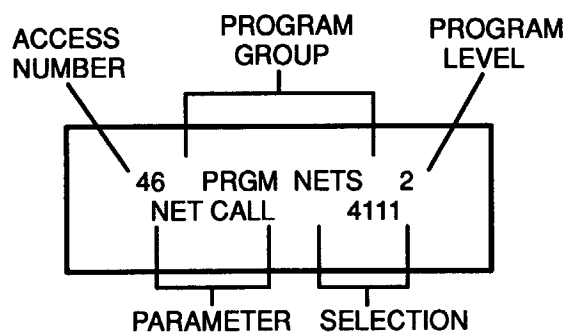 ACCESS
NUMBER
PROGRAM
GROUP
PROGRAM
LEVEL
46 PRGM NETS 2
NET CALL 4111
PARAMETER SELECTION